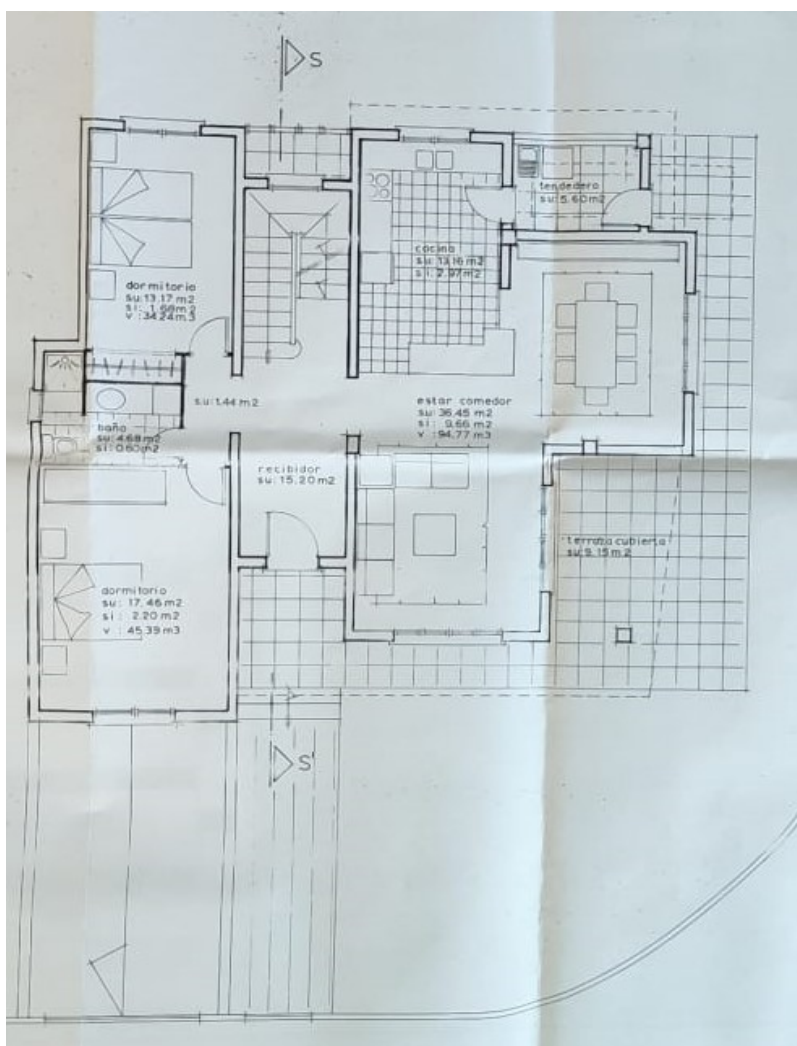 S
tendedero
su: 5.60 m2
cocina
su: 13,16 m2
si: 2.97 m2
dormitorio
su: 13.17 m2
si: 1.68 m2
v : 34.24 m3
su: 1.44 m2
estar comedor
su: 36.45 m2
si: 9.66 m2
v : 94.77 m3
baño
su: 4.68 m2
si: 0.60 m2
recibidor
su: 15.20 m2
terraza cubierta
su: 9.15 m.2
dormitorio
su: 17.46 m2
si: 2.20 m2
v : 45.39 m3
S'